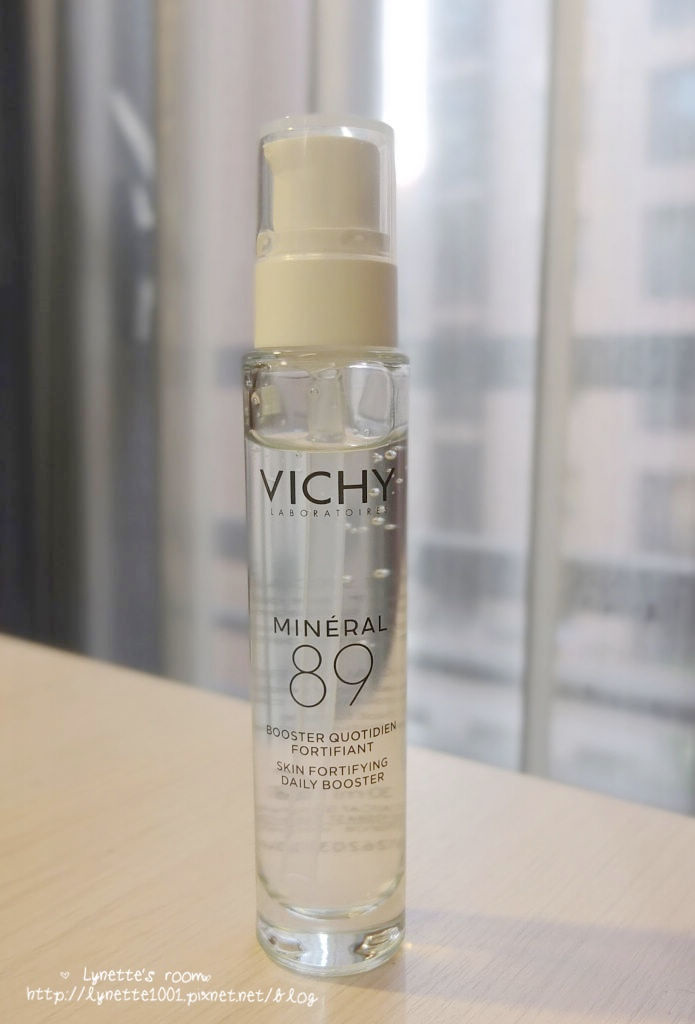 VICHY
LABORATOIRES
MINÉRAL
89
BOOSTER QUOTIDIEN
FORTIFIANT
SKIN FORTIFYING
DAILY BOOSTER
♥ Lynette's room
http://lynette1001.pixnet.net/blog